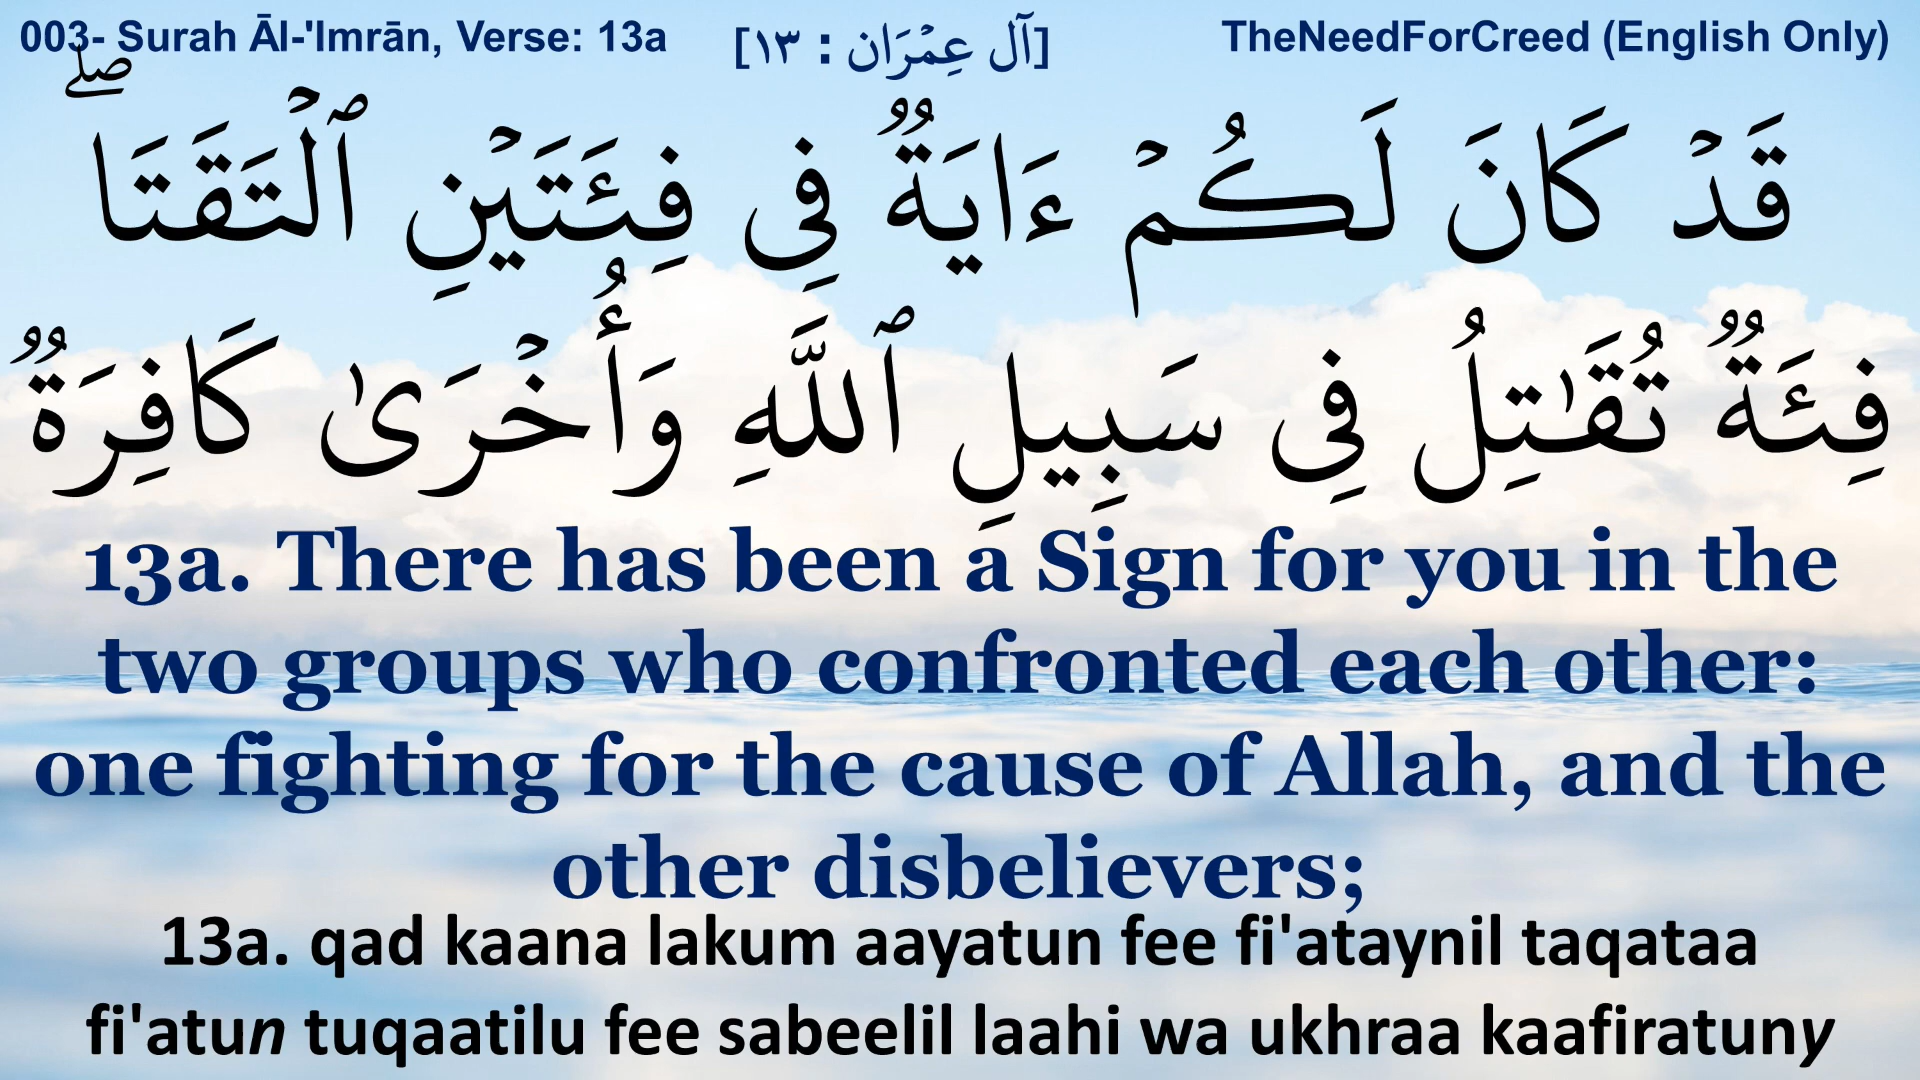 003- Surah Āl-'Imrān, Verse: 13a [آل عِمۡرَان : ١٣] TheNeedForCreed (English Only)
قَدۡ كَانَ لَكُمۡ ءَايَةٌ فِي فِئَتَيۡنِ ٱلۡتَقَتَاۖ
فِئَةٌ تُقَٰتِلُ فِي سَبِيلِ ٱللَّهِ وَأُخۡرَىٰ كَافِرَةٌ
13a. There has been a Sign for you in the
two groups who confronted each other:
one fighting for the cause of Allah, and the
other disbelievers;
13a. qad kaana lakum aayatun fee fi'ataynil taqataa
fi'atun tuqaatilu fee sabeelil laahi wa ukhraa kaafiratuny